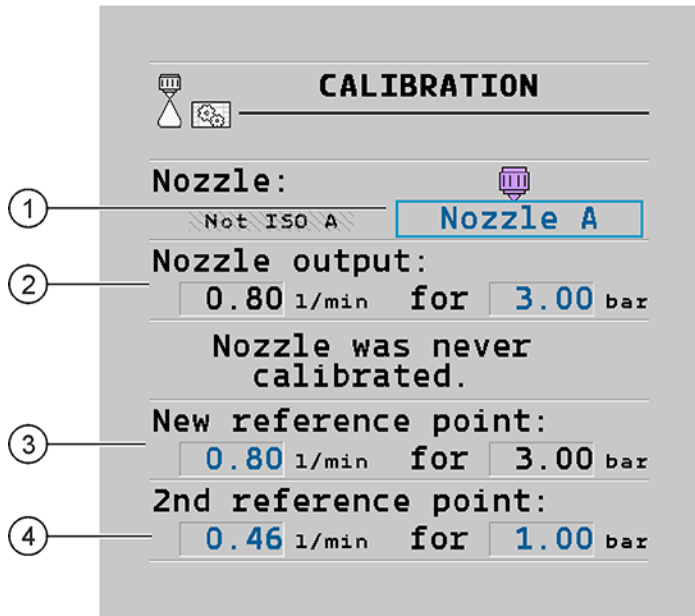 CALIBRATION
Nozzle:
1
Not ISO A Nozzle A
Nozzle output:
2
0.80 l/min for 3.00 bar
Nozzle was never
calibrated.
New reference point:
3
0.80 l/min for 3.00 bar
2nd reference point:
4
0.46 l/min for 1.00 bar